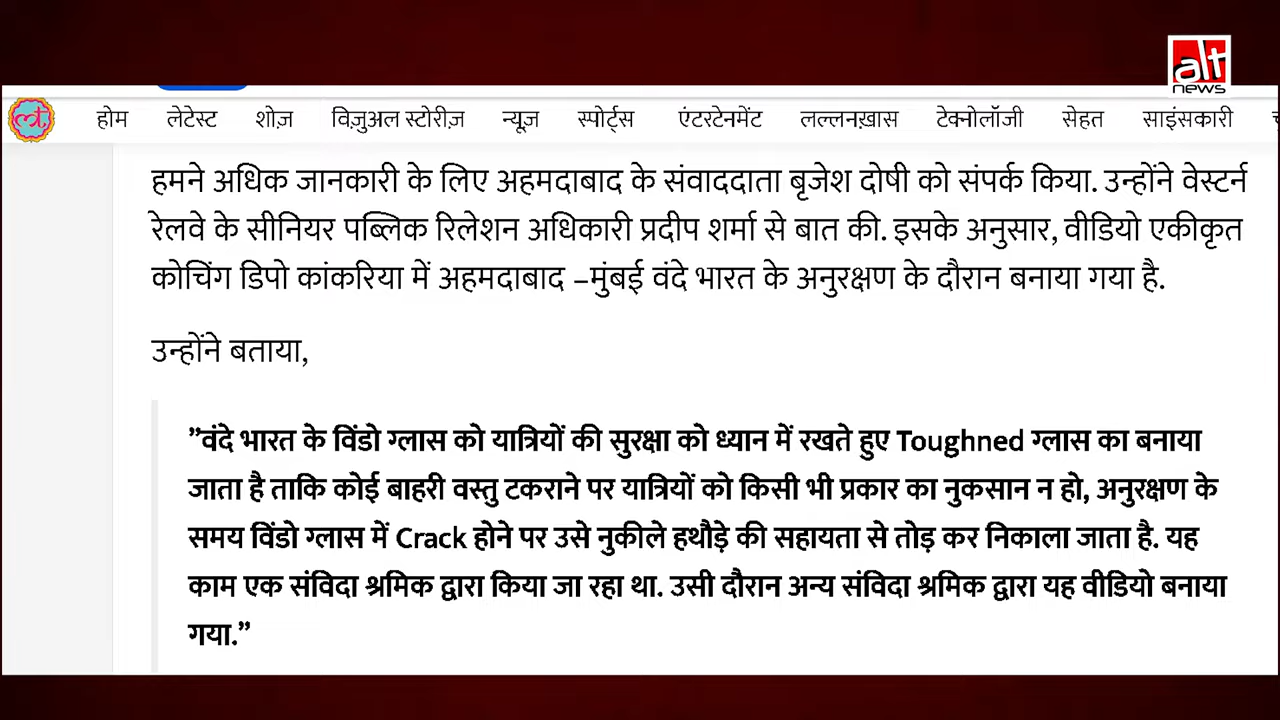 alt
news
होम लेटेस्ट शोज़ विज़ुअल स्टोरीज़ न्यूज़ स्पोर्ट्स एंटरटेनमेंट लल्लनख़ास टेक्नोलॉजी सेहत साइंसकारी
हमने अधिक जानकारी के लिए अहमदाबाद के संवाददाता बृजेश दोषी को संपर्क किया. उन्होंने वेस्टर्न
रेलवे के सीनियर पब्लिक रिलेशन अधिकारी प्रदीप शर्मा से बात की. इसके अनुसार, वीडियो एकीकृत
कोचिंग डिपो कांकरिया में अहमदाबाद –मुंबई वंदे भारत के अनुरक्षण के दौरान बनाया गया है.
उन्होंने बताया,
”वंदे भारत के विंडो ग्लास को यात्रियों की सुरक्षा को ध्यान में रखते हुए Toughned ग्लास का बनाया
जाता है ताकि कोई बाहरी वस्तु टकराने पर यात्रियों को किसी भी प्रकार का नुकसान न हो, अनुरक्षण के
समय विंडो ग्लास में Crack होने पर उसे नुकीले हथौड़े की सहायता से तोड़ कर निकाला जाता है. यह
काम एक संविदा श्रमिक द्वारा किया जा रहा था. उसी दौरान अन्य संविदा श्रमिक द्वारा यह वीडियो बनाया
गया.”